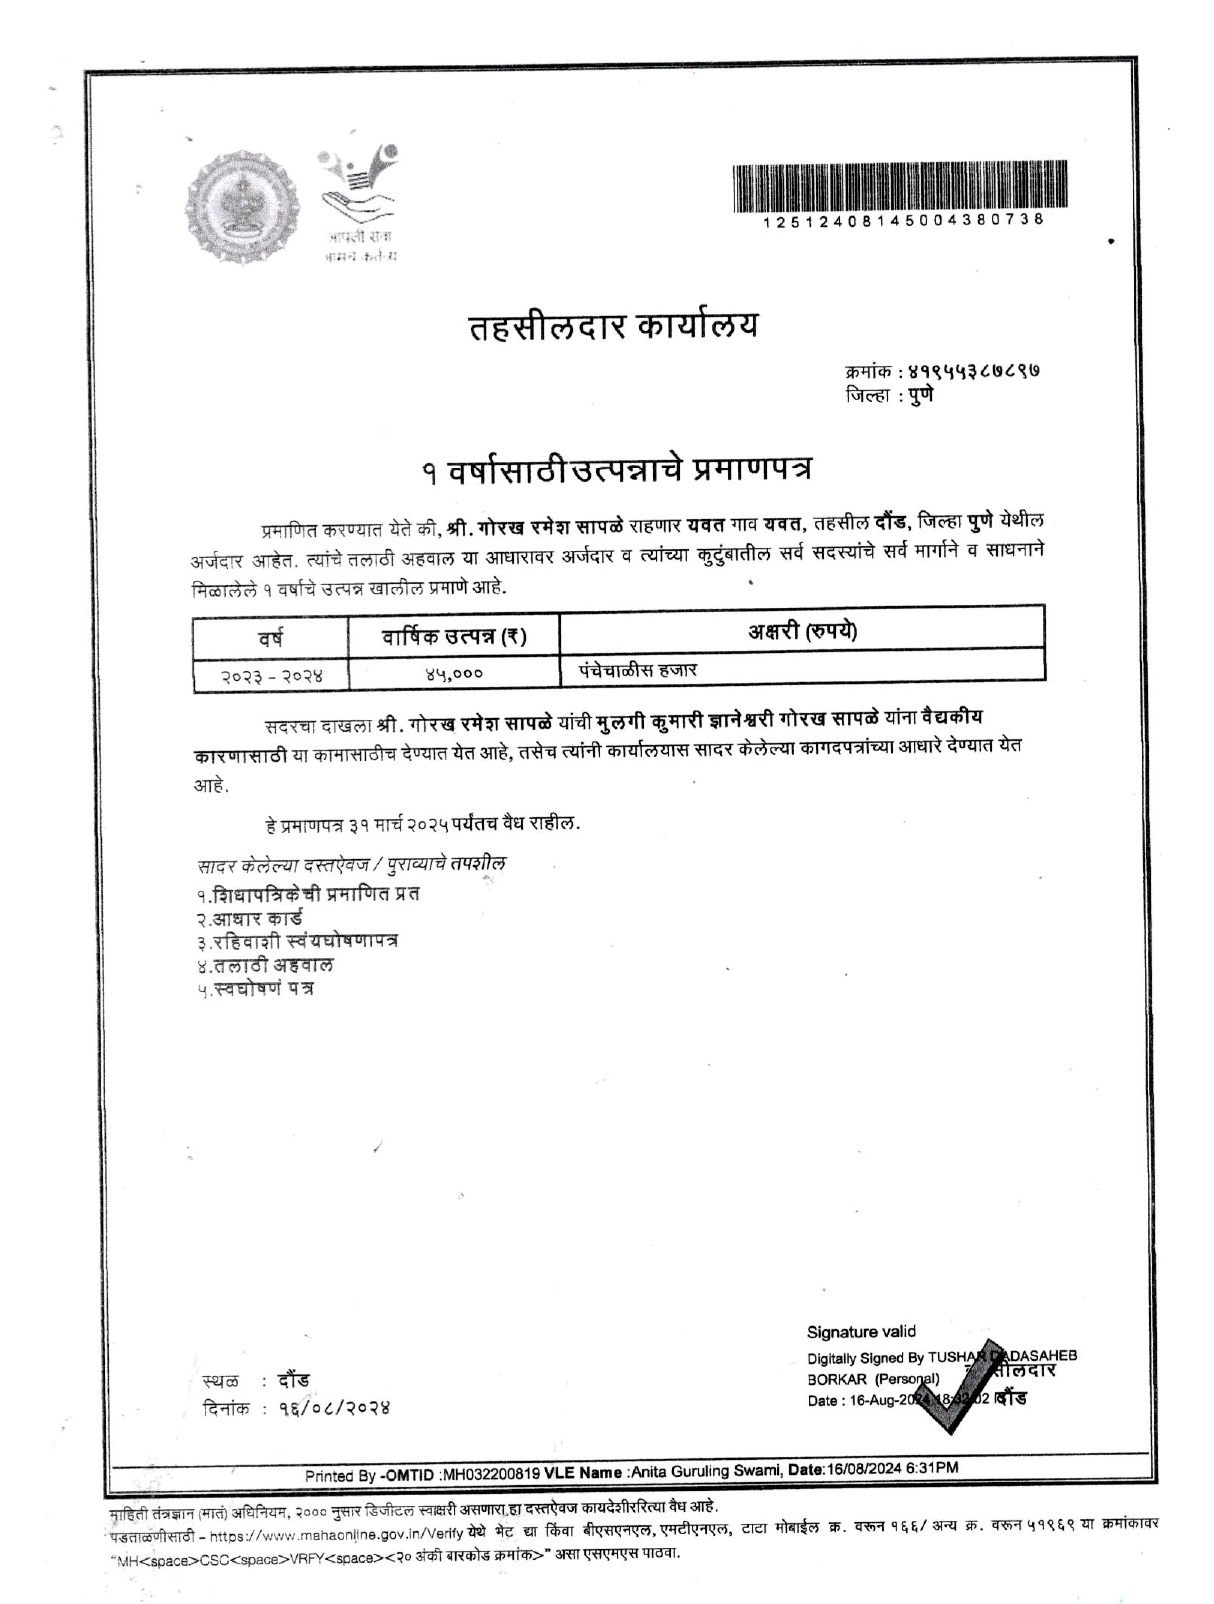 आपली सेवा
आमचे कर्तव्य
12512408145004380738
तहसीलदार कार्यालय
क्रमांक : ४१९५५३८७८९७
जिल्हा : पुणे
१ वर्षासाठी उत्पन्नाचे प्रमाणपत्र
प्रमाणित करण्यात येते की, श्री. गोरख रमेश सापळे राहणार यवत गाव यवत, तहसील दौंड, जिल्हा पुणे येथील
अर्जदार आहेत. त्यांचे तलाठी अहवाल या आधारावर अर्जदार व त्यांच्या कुटुंबातील सर्व सदस्यांचे सर्व मार्गाने व साधनाने
मिळालेले १ वर्षाचे उत्पन्न खालील प्रमाणे आहे.
वर्ष वार्षिक उत्पन्न (₹) अक्षरी (रुपये)
२०२३ - २०२४ ४५,००० पंचेचाळीस हजार
सदरचा दाखला श्री. गोरख रमेश सापळे यांची मुलगी कुमारी ज्ञानेश्वरी गोरख सापळे यांना वैद्यकीय
कारणासाठी या कामासाठीच देण्यात येत आहे, तसेच त्यांनी कार्यालयास सादर केलेल्या कागदपत्रांच्या आधारे देण्यात येत
आहे.
हे प्रमाणपत्र ३१ मार्च २०२५ पर्यंतच वैध राहील.
सादर केलेल्या दस्तऐवज / पुराव्याचे तपशील
१.शिधापत्रिकेची प्रमाणित प्रत
२.आधार कार्ड
३.रहिवाशी स्वंयघोषणापत्र
४.तलाठी अहवाल
५.स्वघोषणं पत्र
Signature valid
Digitally Signed By TUSHAR DADASAHEB
BORKAR (Personal)
Date : 16-Aug-2024 18:32:02
तहसीलदार
दौंड
स्थळ : दौंड
दिनांक : १६/०८/२०२४
Printed By -OMTID :MH032200819 VLE Name :Anita Guruling Swami, Date:16/08/2024 6:31PM
माहिती तंत्रज्ञान (मातं) अधिनियम, २००० नुसार डिजीटल स्वाक्षरी असणारा हा दस्तऐवज कायदेशीररित्या वैध आहे.
पडताळणीसाठी - https://www.mahaonline.gov.in/Verify येथे भेट द्या किंवा बीएसएनएल, एमटीएनएल, टाटा मोबाईल क्र. वरून १६६/ अन्य क्र. वरून ५१९६९ या क्रमांकावर
"MH<space>CSC<space>VRFY<space><२० अंकी बारकोड क्रमांक>" असा एसएमएस पाठवा.